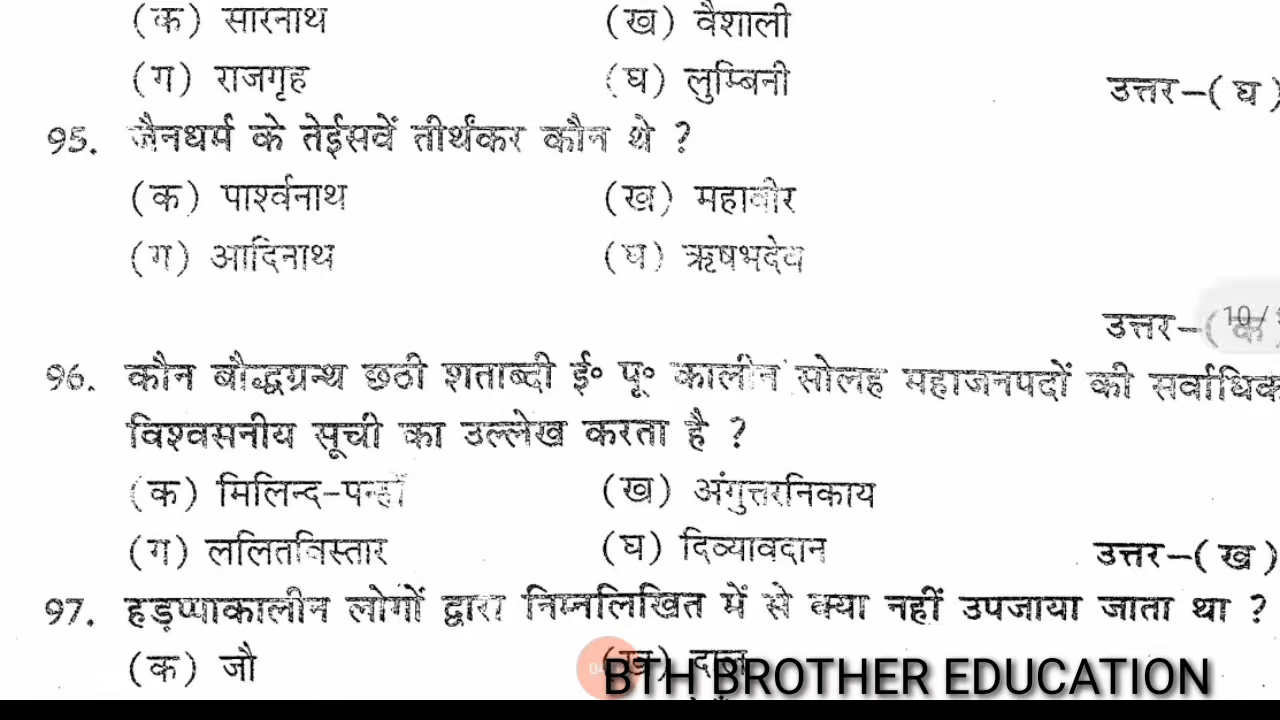 (क) सारनाथ (ख) वैशाली
(ग) राजगृह (घ) लुम्बिनी उत्तर–(घ)
95. जैनधर्म के तेईसवें तीर्थंकर कौन थे ?
(क) पार्श्वनाथ (ख) महावीर
(ग) आदिनाथ (घ) ऋषभदेव
उत्तर–(क)
10/
96. कौन बौद्धग्रन्थ छठी शताब्दी ई० पू० कालीन सोलह महाजनपदों की सर्वाधिक
विश्वसनीय सूची का उल्लेख करता है ?
(क) मिलिन्द-पन्हों (ख) अंगुत्तरनिकाय
(ग) ललितविस्तार (घ) दिव्यावदान उत्तर–(ख)
97. हड़प्पाकालीन लोगों द्वारा निम्नलिखित में से क्या नहीं उपजाया जाता था ?
(क) जौ (ख) दाल
BTH BROTHER EDUCATION